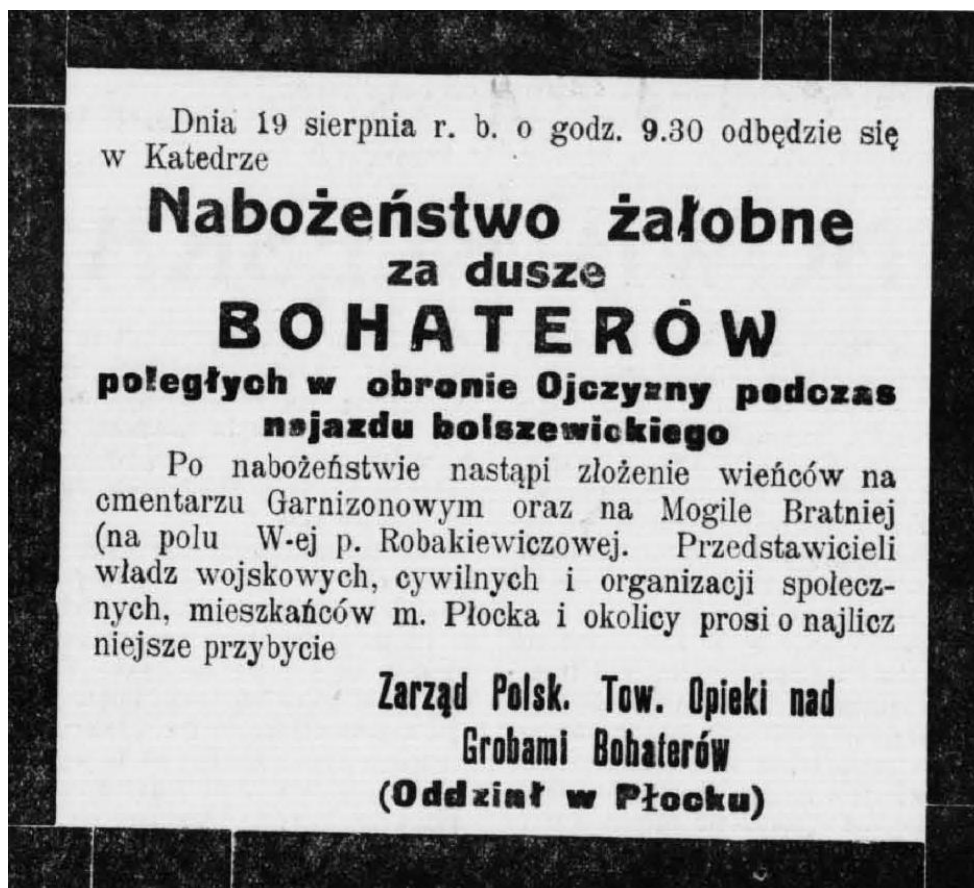 Dnia 19 sierpnia r. b. o godz. 9.30 odbędzie się
w Katedrze
Nabożeństwo żałobne
za dusze
BOHATERÓW
poległych w obronie Ojczyzny podczas
najazdu bolszewickiego
Po nabożeństwie nastąpi złożenie wieńców na
cmentarzu Garnizonowym oraz na Mogile Bratniej
(na polu W-ej p. Robakiewiczowej. Przedstawicieli
władz wojskowych, cywilnych i organizacji społecz-
nych, mieszkańców m. Płocka i okolicy prosi o najlicz
niejsze przybycie
Zarząd Polsk. Tow. Opieki nad
Grobami Bohaterów
(Oddział w Płocku)